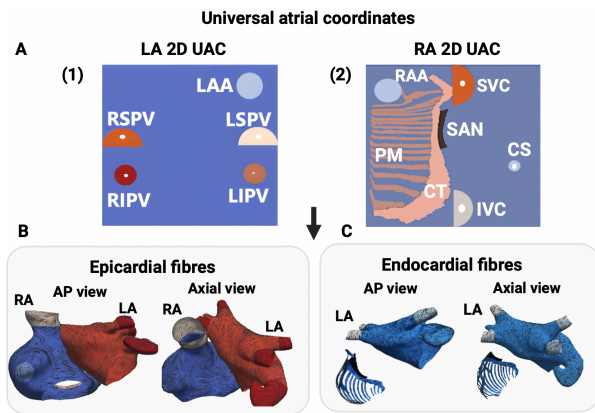 Universal atrial coordinates
A
LA 2D UAC
RA 2D UAC
(1)
LAA
RSPV
LSPV
RIPV
LIPV
(2)
RAA
SVC
SAN
PM
CS
CT
IVC
B
Epicardial fibres
AP view
Axial view
RA
LA
RA
LA
C
Endocardial fibres
AP view
Axial view
LA
LA